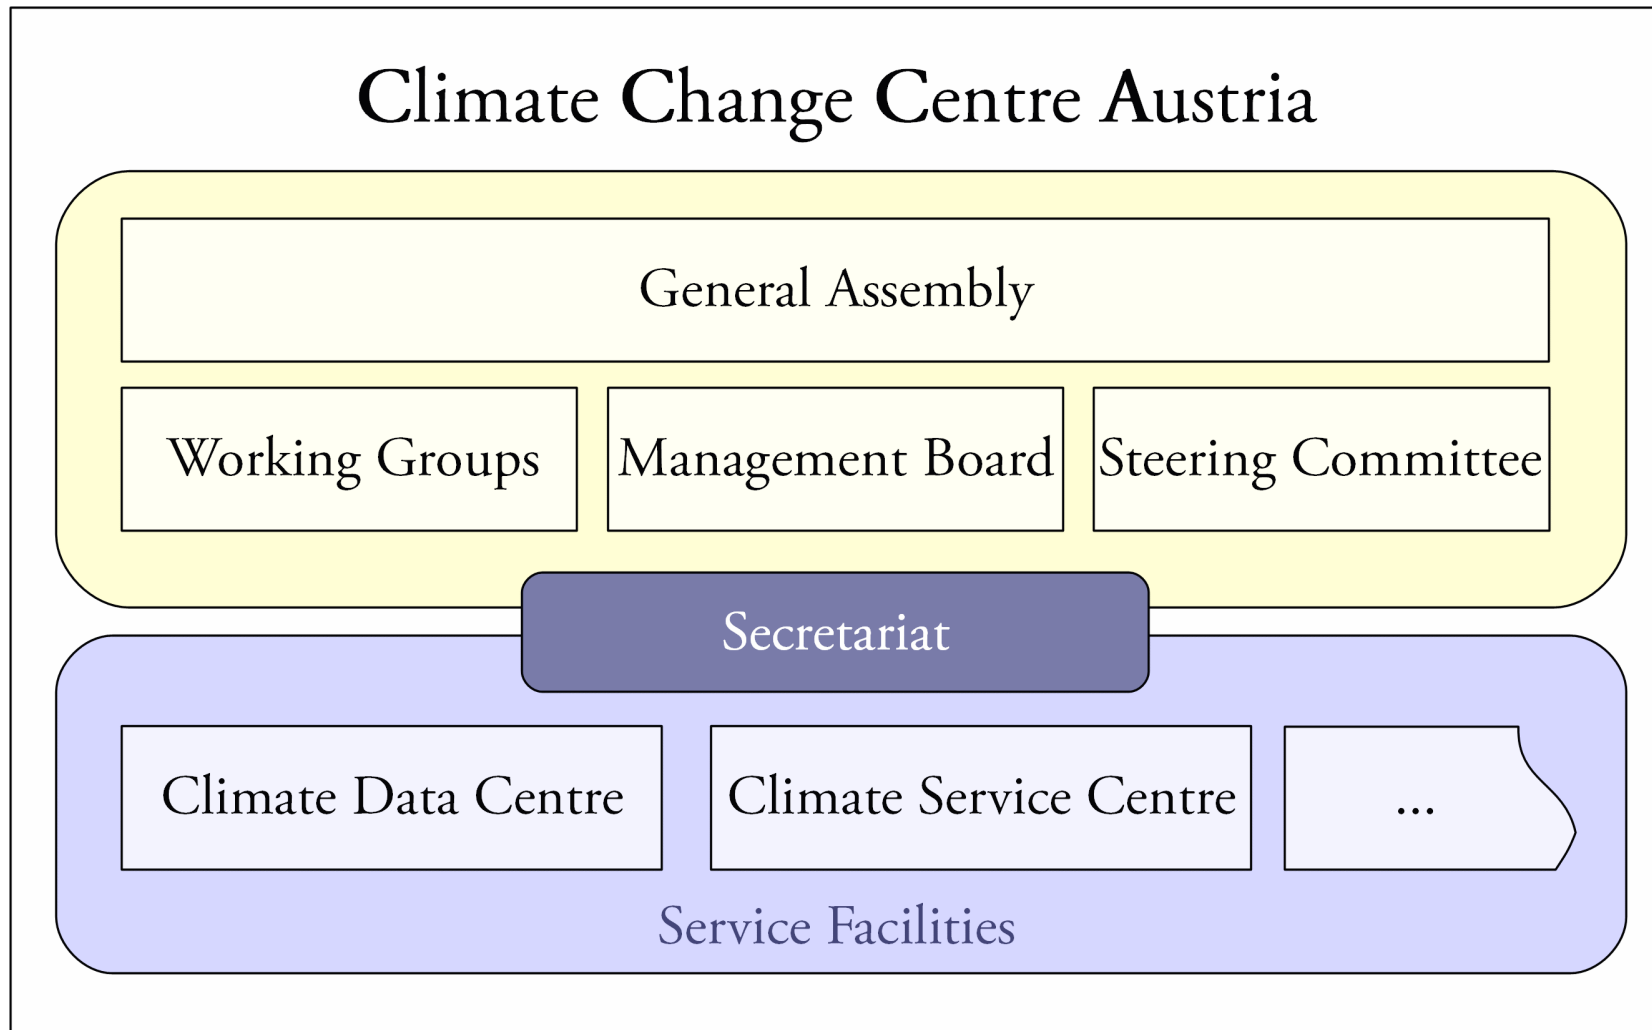 Climate Change Centre Austria
General Assembly
Working Groups
Management Board
Steering Committee
Secretariat
Climate Data Centre
Climate Service Centre
...
Service Facilities